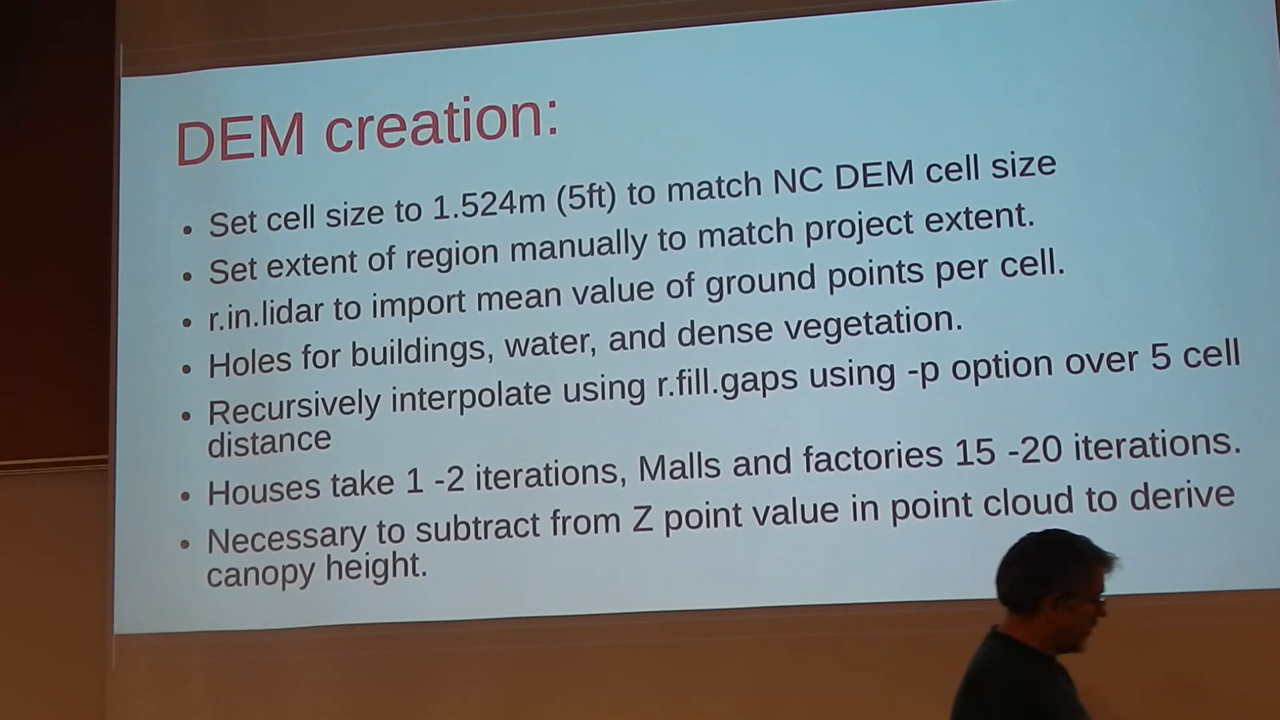 DEM creation:
• Set cell size to 1.524m (5ft) to match NC DEM cell size
• Set extent of region manually to match project extent.
• r.in.lidar to import mean value of ground points per cell.
• Holes for buildings, water, and dense vegetation.
• Recursively interpolate using r.fill.gaps using -p option over 5 cell
distance
• Houses take 1 -2 iterations, Malls and factories 15 -20 iterations.
• Necessary to subtract from Z point value in point cloud to derive
canopy height.